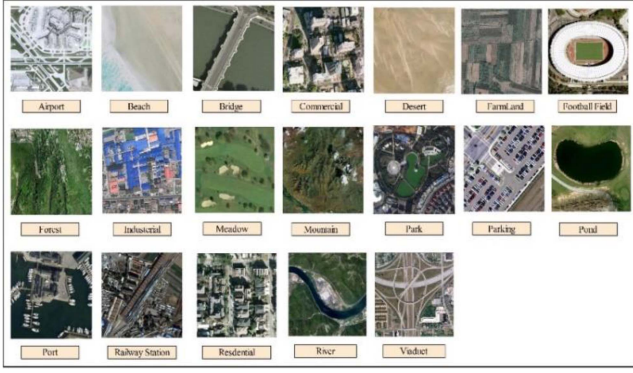 Airport
Beach
Bridge
Commercial
Desert
FarmLand
Football Field
Forest
Industerial
Meadow
Mountain
Park
Parking
Pond
Port
Railway Station
Resdential
River
Viaduct